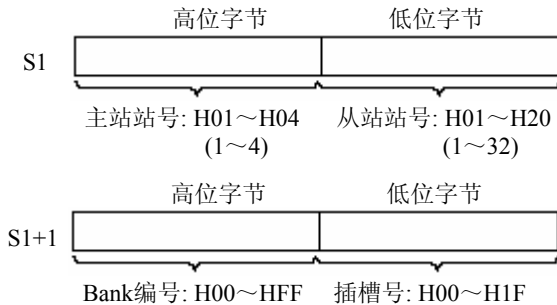 高位字节 低位字节
S1
主站站号: H01～H04 从站站号: H01～H20
(1～4) (1～32)
高位字节 低位字节
S1+1
Bank编号: H00～HFF 插槽号: H00～H1F